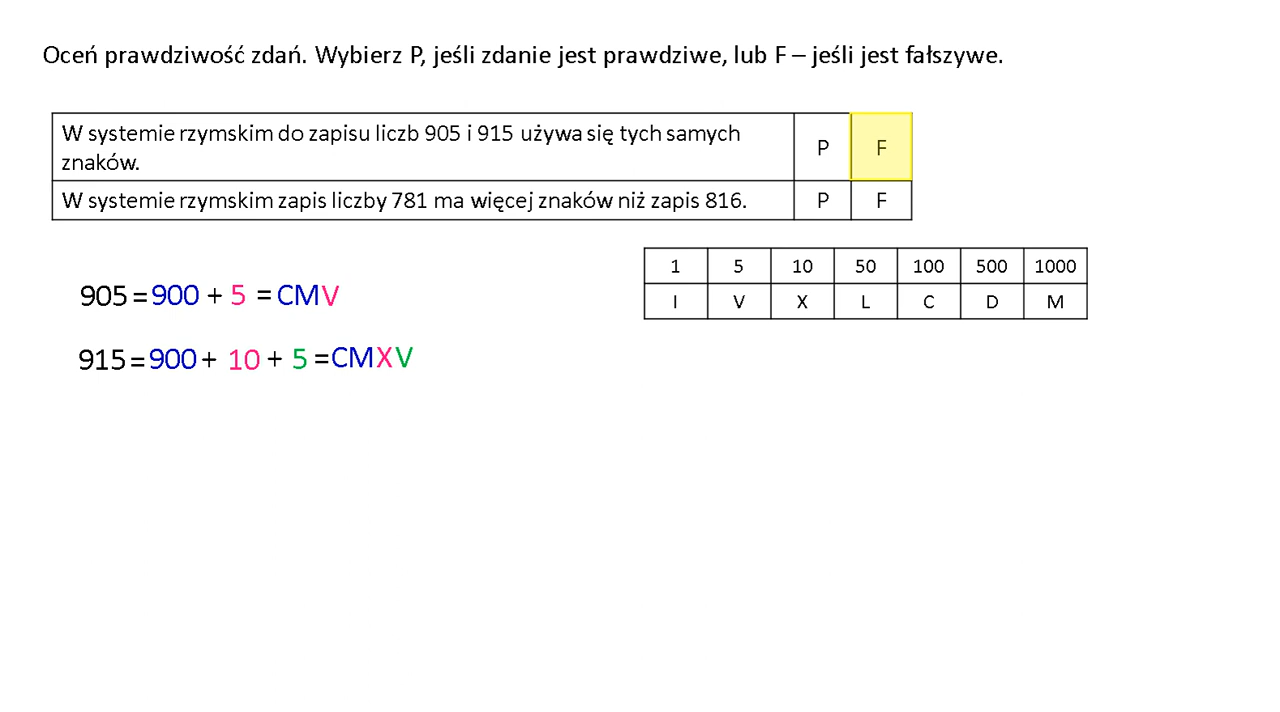 Oceń prawdziwość zdań. Wybierz P, jeśli zdanie jest prawdziwe, lub F – jeśli jest fałszywe.
W systemie rzymskim do zapisu liczb 905 i 915 używa się tych samych
znaków.
P F
W systemie rzymskim zapis liczby 781 ma więcej znaków niż zapis 816. P F
1 5 10 50 100 500 1000
I V X L C D M
905 = 900 + 5 = CMV
915 = 900 + 10 + 5 = CMXV